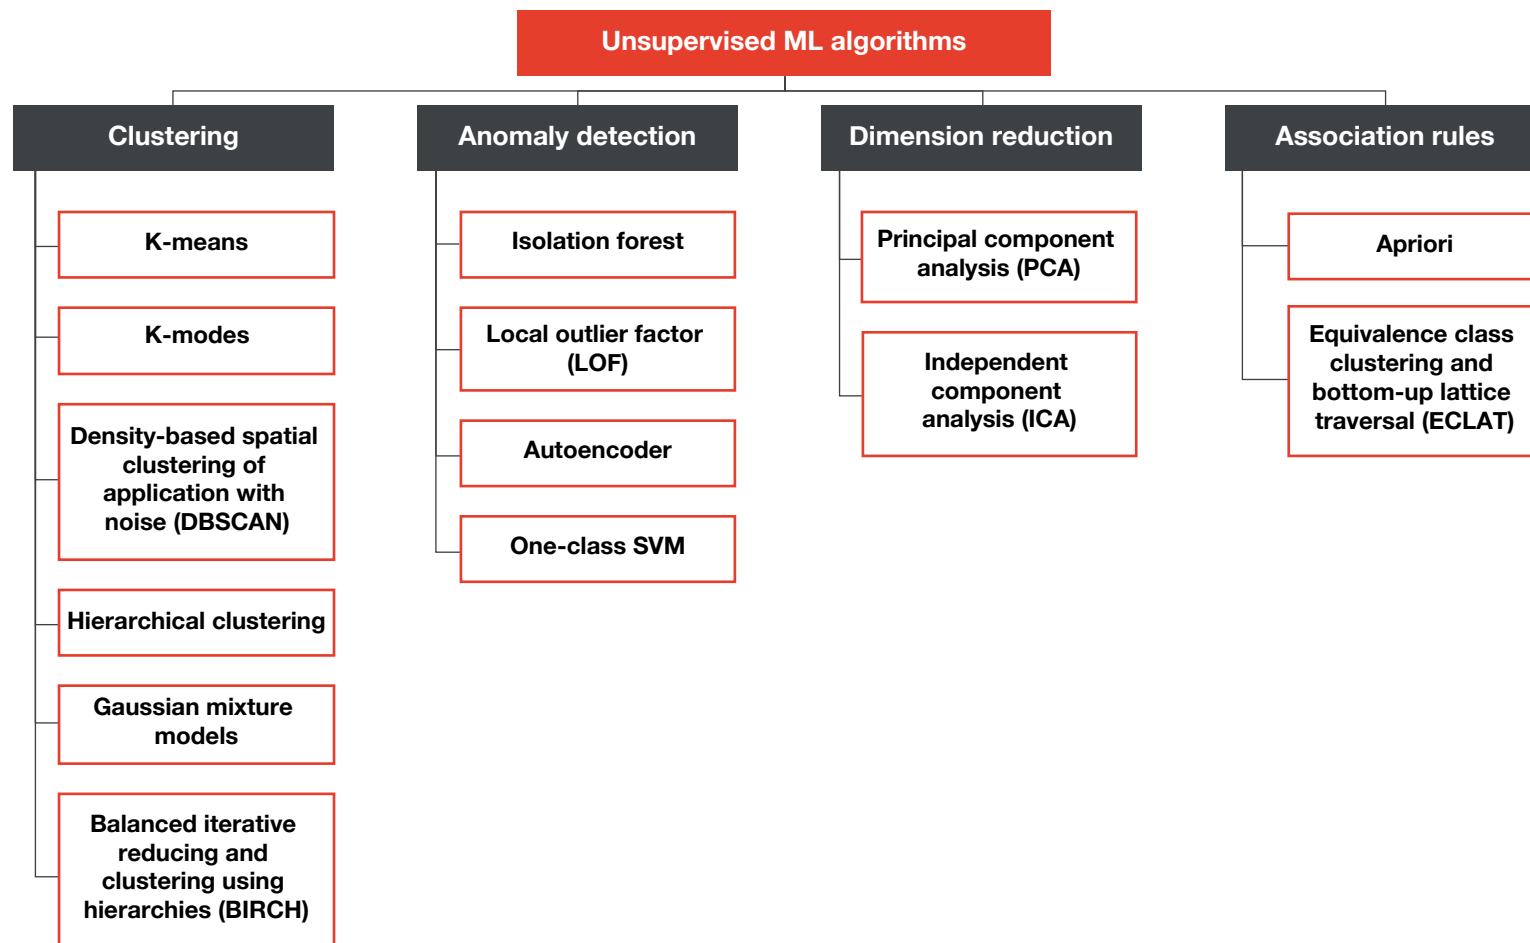 Unsupervised ML algorithms
Clustering
K-means
K-modes
Density-based spatial
clustering of
application with
noise (DBSCAN)
Hierarchical clustering
Gaussian mixture
models
Balanced iterative
reducing and
clustering using
hierarchies (BIRCH)
Anomaly detection
Isolation forest
Local outlier factor
(LOF)
Autoencoder
One-class SVM
Dimension reduction
Principal component
analysis (PCA)
Independent
component
analysis (ICA)
Association rules
Apriori
Equivalence class
clustering and
bottom-up lattice
traversal (ECLAT)